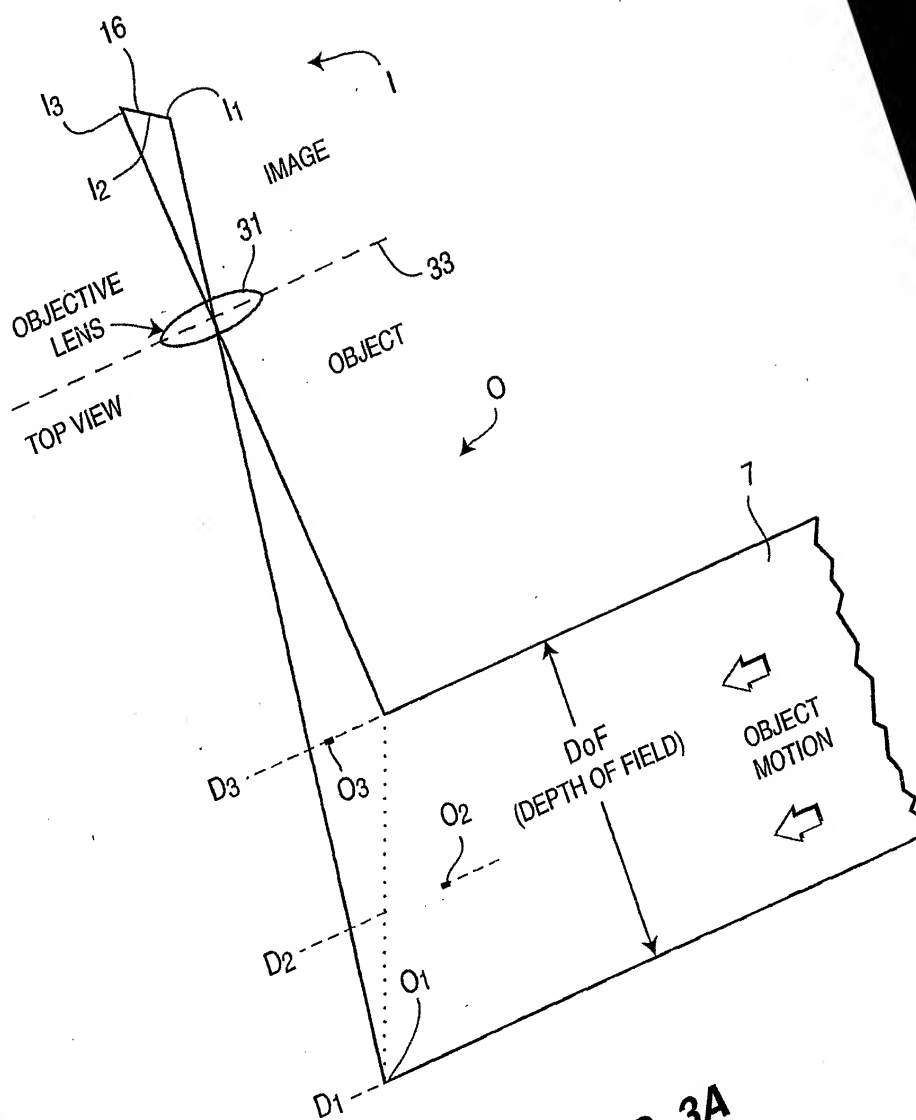 16
I
I3
I1
I2
IMAGE
31
33
OBJECTIVE
LENS
OBJECT
TOP VIEW
O
7
OBJECT
MOTION
DoF
(DEPTH OF FIELD)
D3
O3
O2
D2
O1
D1
3A